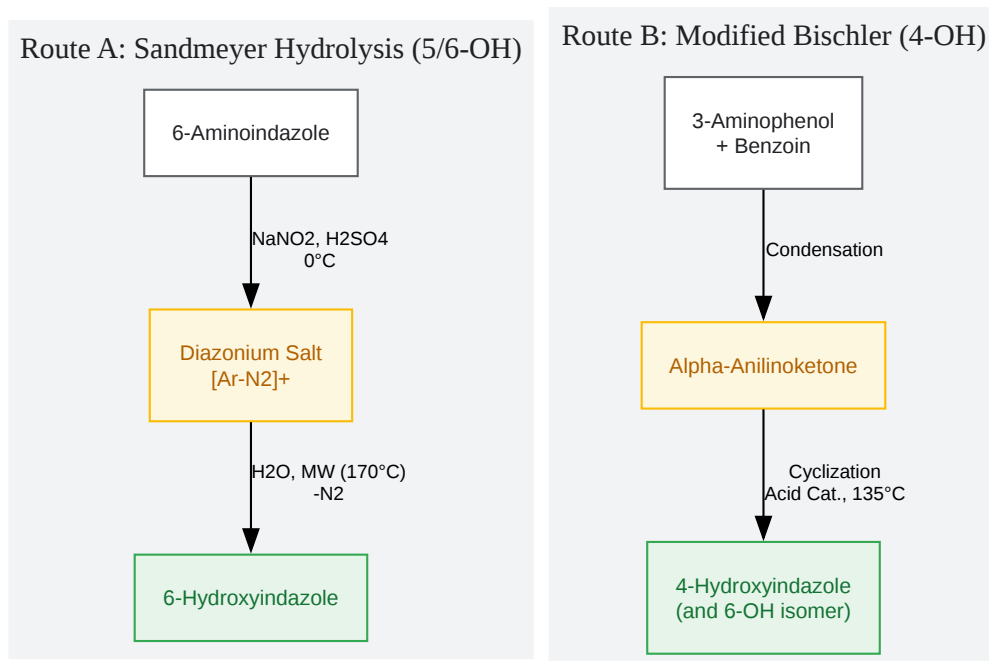 Route A: Sandmeyer Hydrolysis (5/6-OH)
6-Aminoindazole
NaNO2, H2SO4
0°C
Diazonium Salt
[Ar-N2]+
H2O, MW (170°C)
-N2
6-Hydroxyindazole
Route B: Modified Bischler (4-OH)
3-Aminophenol
+ Benzoin
Condensation
Alpha-Anilinoketone
Cyclization
Acid Cat., 135°C
4-Hydroxyindazole
(and 6-OH isomer)